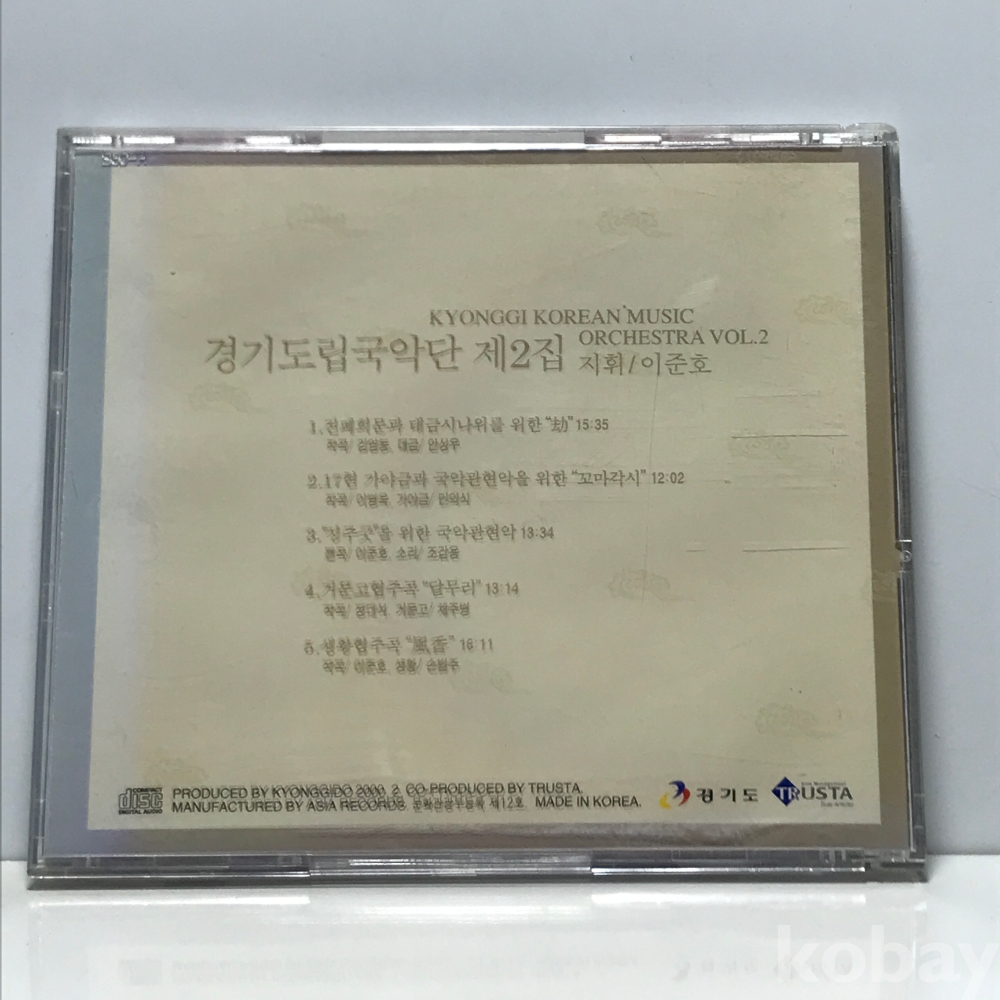 KYONGGI KOREAN MUSIC
ORCHESTRA VOL.2
경기도립국악단 제2집 지휘/이준호
1.전폐희문과 대금시나위를 위한 "劫" 15:35
작곡/김영동 대금/안상우
2.17현 가야금과 국악관현악을 위한 "꼬마각시" 12:02
작곡/이병욱 가야금/민의식
3."성주굿"을 위한 국악관현악 13:34
편곡/이준호 소리/
4.거문고협주곡 "달무리" 13:14
작곡/정대석 거문고/
5.생황협주곡 "風香" 16:11
작곡/이준호 생황/손범주
COMPACT
disc
DIGITAL AUDIO
PRODUCED BY KYONGGIDO 2000. 2. CO-PRODUCED BY TRUSTA.
MANUFACTURED BY ASIA RECORDS. 문화관광부등록 제12호. MADE IN KOREA.
경기도
TRUSTA
kobay